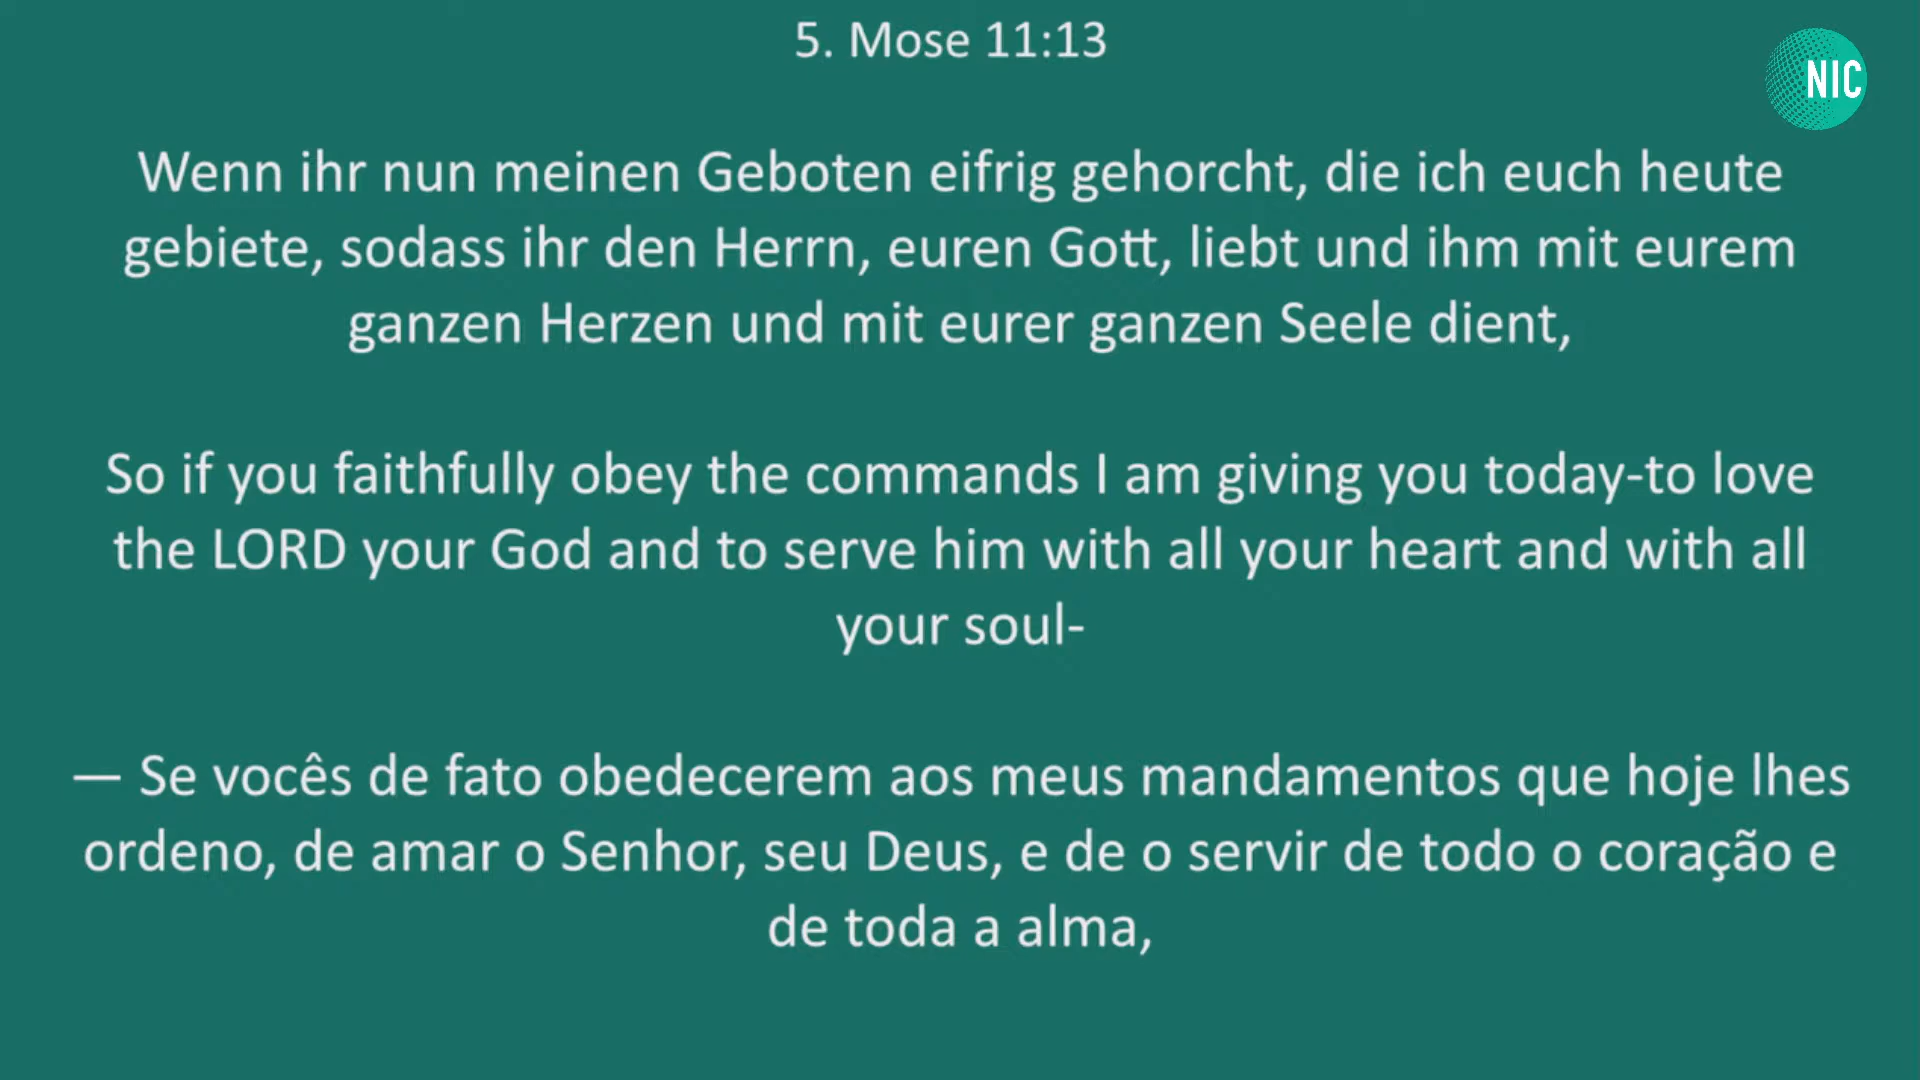 5. Mose 11:13
NIC
Wenn ihr nun meinen Geboten eifrig gehorcht, die ich euch heute
gebiete, sodass ihr den Herrn, euren Gott, liebt und ihm mit eurem
ganzen Herzen und mit eurer ganzen Seele dient,
So if you faithfully obey the commands I am giving you today-to love
the LORD your God and to serve him with all your heart and with all
your soul-
— Se vocês de fato obedecerem aos meus mandamentos que hoje lhes
ordeno, de amar o Senhor, seu Deus, e de o servir de todo o coração e
de toda a alma,